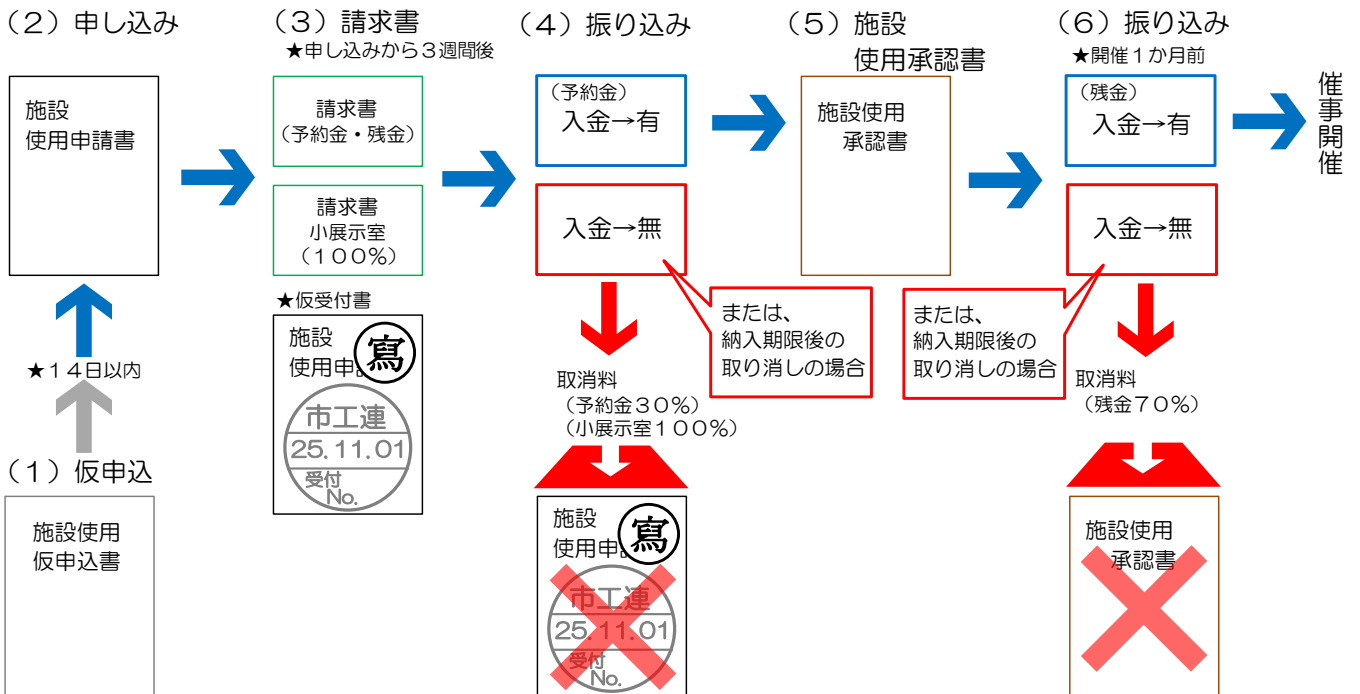 (2)申し込み
施設
使用申請書
★14日以内
(1)仮申込
施設使用
仮申込書
(3)請求書
★申し込みから3週間後
請求書
(予約金・残金)
請求書
小展示室
(100%)
★仮受付書
施設
使用申
寫
市工連
25.11.01
受付
No.
(4)振り込み
(予約金)
入金→有
入金→無
または、
納入期限後の
取り消しの場合
取消料
(予約金30%)
(小展示室100%)
施設
使用申
寫
市工連
25.11.01
受付
No.
(5)施設
使用承認書
施設使用
承認書
(6)振り込み
★開催1か月前
(残金)
入金→有
入金→無
または、
納入期限後の
取り消しの場合
取消料
(残金70%)
施設使用
承認書
催事開催